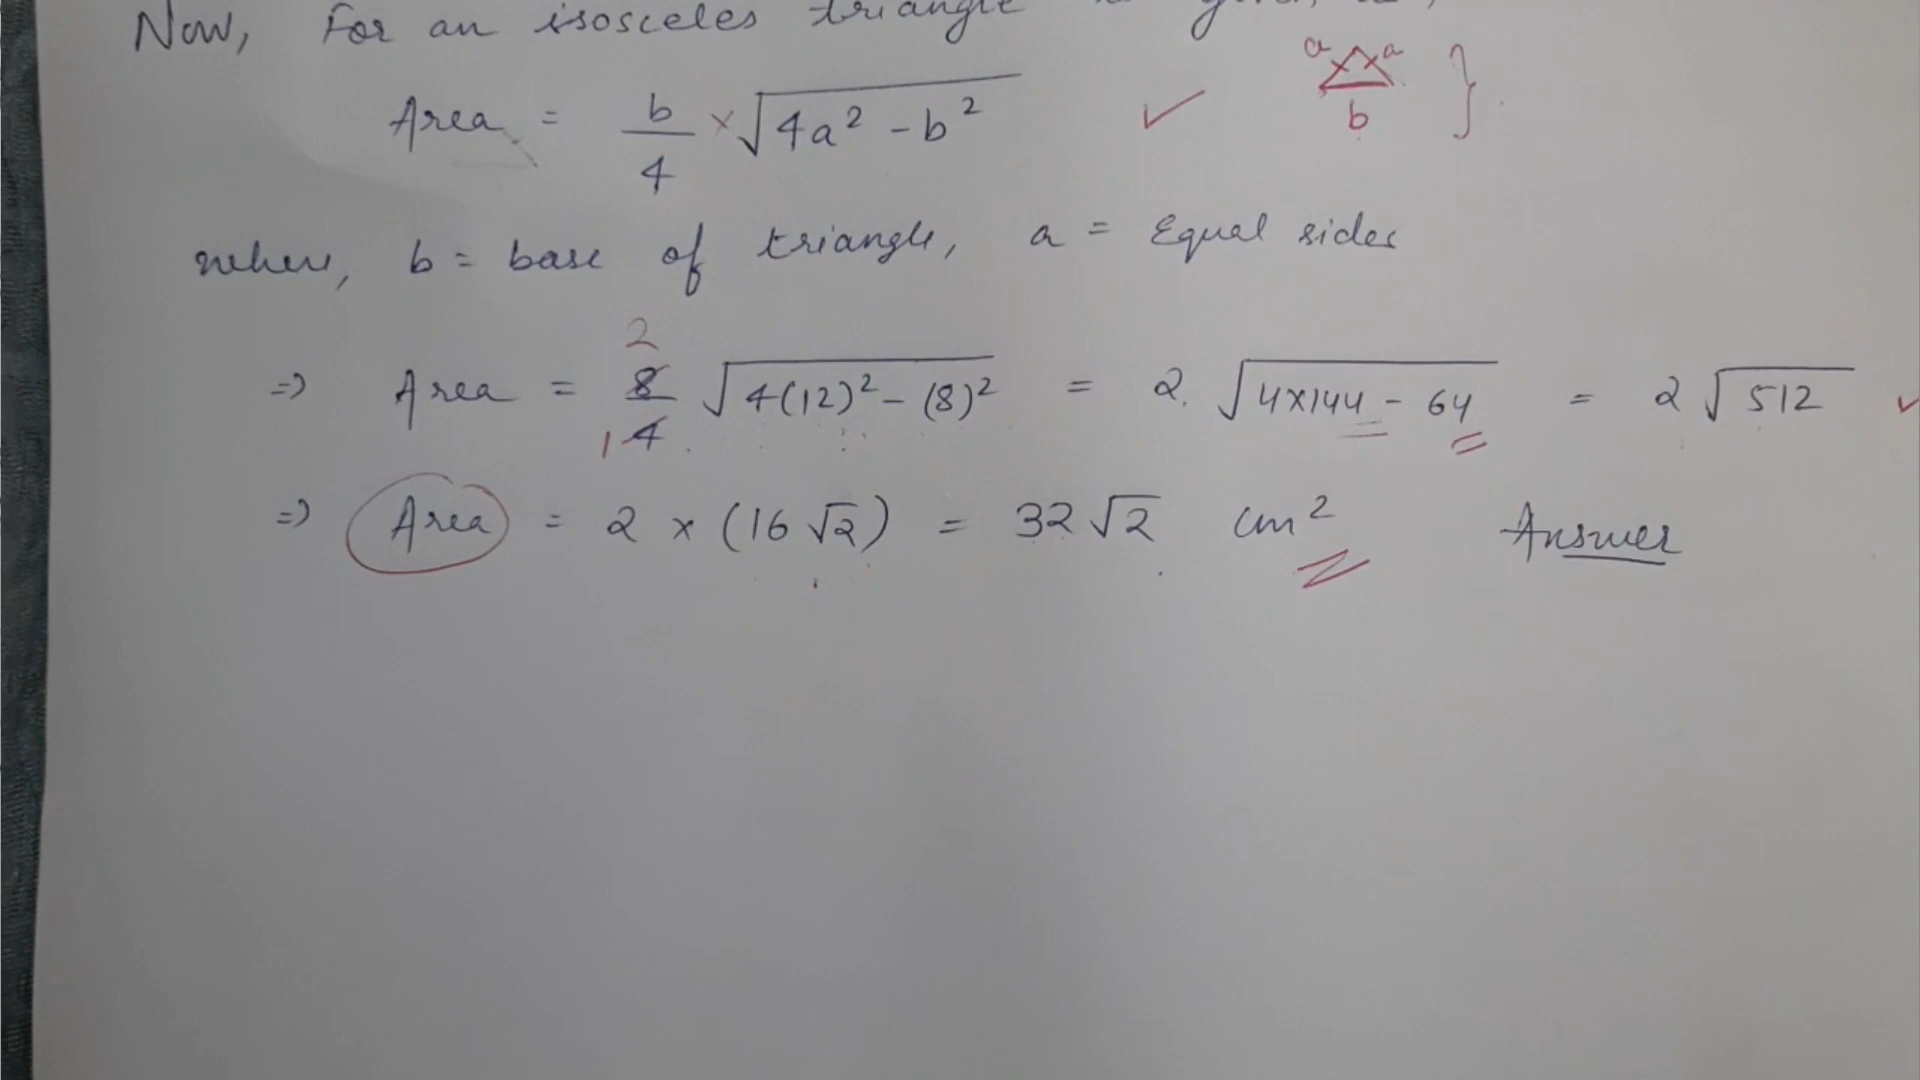 Now, For an isosceles triangle
Area = b/4 × √(4a² - b²) ✓ a a b }
where, b = base of triangle, a = Equal sides
=> Area = 8/4 2 1 √(4(12)² - (8)²) = 2. √(4×144 - 64) = 2 √512 ✓
=> Area = 2 × (16 √2) = 32 √2 cm² Answer